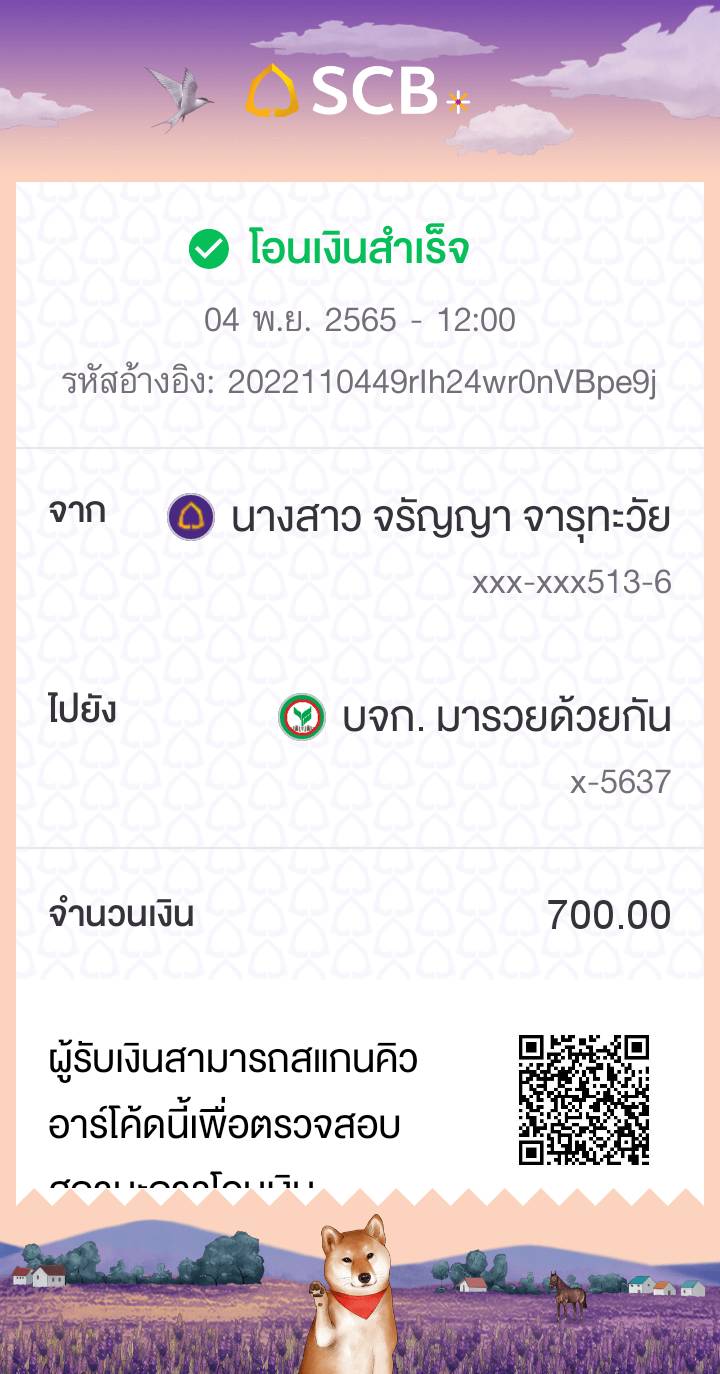 SCB
โอนเงินสำเร็จ
04 พ.ย. 2565 - 12:00
รหัสอ้างอิง: 2022110449rIh24wr0nVBpe9j
จาก นางสาว จรัญญา จารุทะวัย
xxx-xxx513-6
ไปยัง บจก. มารวยด้วยกัน
x-5637
จำนวนเงิน 700.00
ผู้รับเงินสามารถสแกนคิว
อาร์โค้ดนี้เพื่อตรวจสอบ